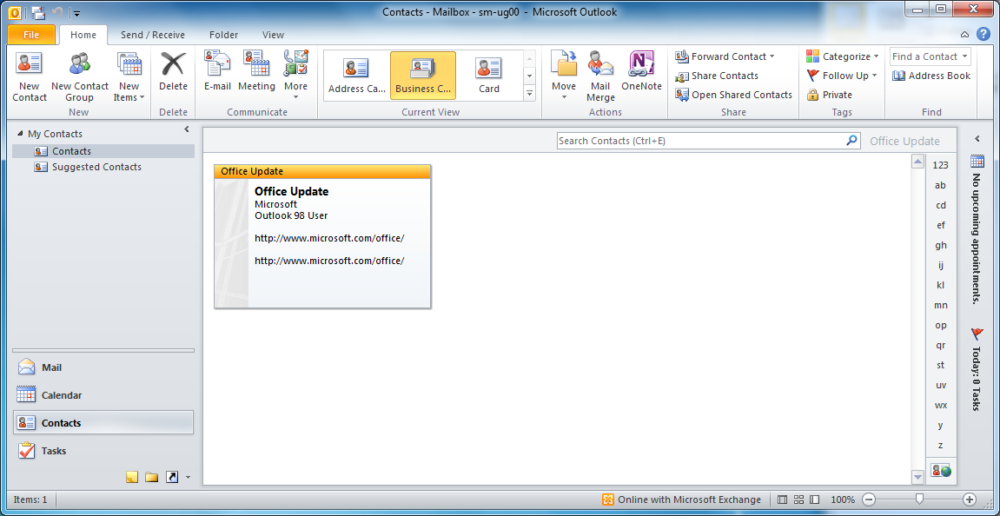 Contacts - Mailbox - sm-ug00 - Microsoft Outlook
File Home Send / Receive Folder View
New Contact
New Contact Group
New Items
Delete
E-mail
Meeting
More
Address Ca...
Business C...
Card
Move
Mail Merge
OneNote
Forward Contact
Share Contacts
Open Shared Contacts
Categorize
Follow Up
Private
Find a Contact
Address Book
New Delete Communicate Current View Actions Share Tags Find
My Contacts
Contacts
Suggested Contacts
Mail
Calendar
Contacts
Tasks
Search Contacts (Ctrl+E) Office Update
Office Update
Office Update
Microsoft
Outlook 98 User
http://www.microsoft.com/office/
http://www.microsoft.com/office/
123
ab
cd
ef
gh
ij
kl
mn
op
qr
st
uv
wx
y
z
No upcoming appointments.
Today: 0 Tasks
Items: 1 Online with Microsoft Exchange 100%